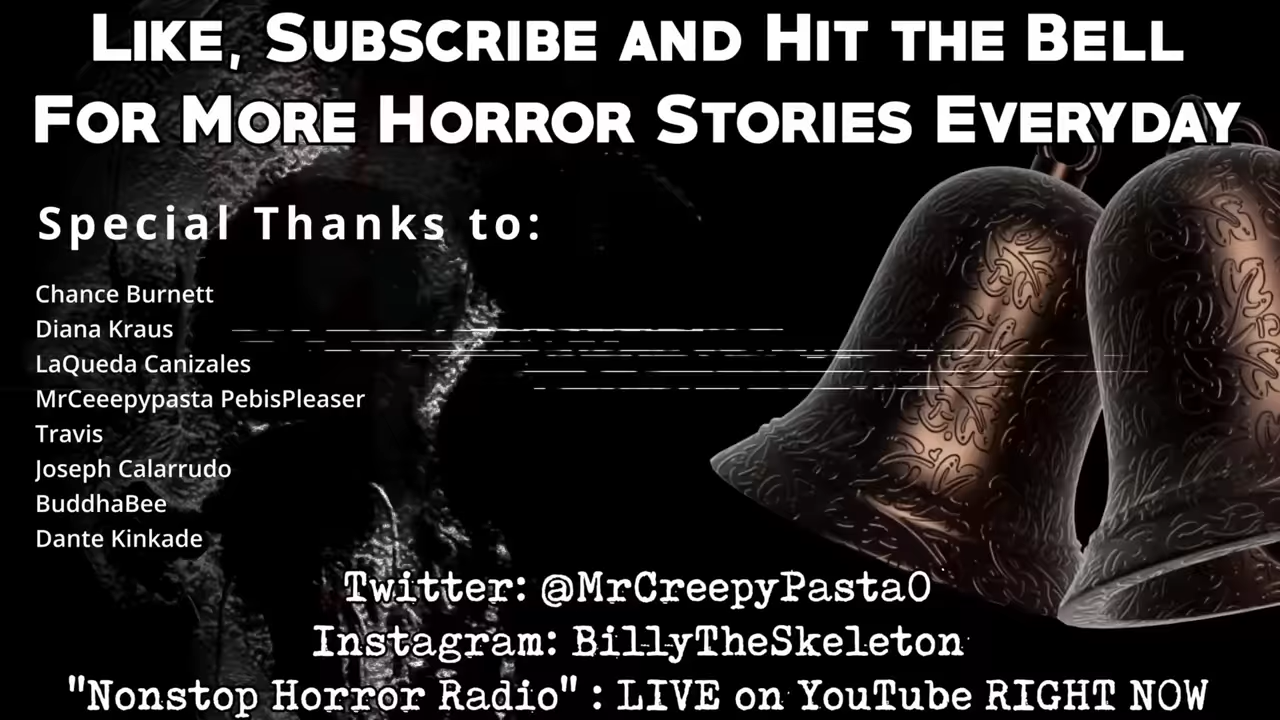 Like, Subscribe and Hit the Bell
For More Horror Stories Everyday
Special Thanks to:
Chance Burnett
Diana Kraus
LaQueda Canizales
MrCeeepypasta PebisPleaser
Travis
Joseph Calarrudo
BuddhaBee
Dante Kinkade
Twitter: @MrCreepyPasta0
Instagram: BillyTheSkeleton
"Nonstop Horror Radio" : LIVE on YouTube RIGHT NOW